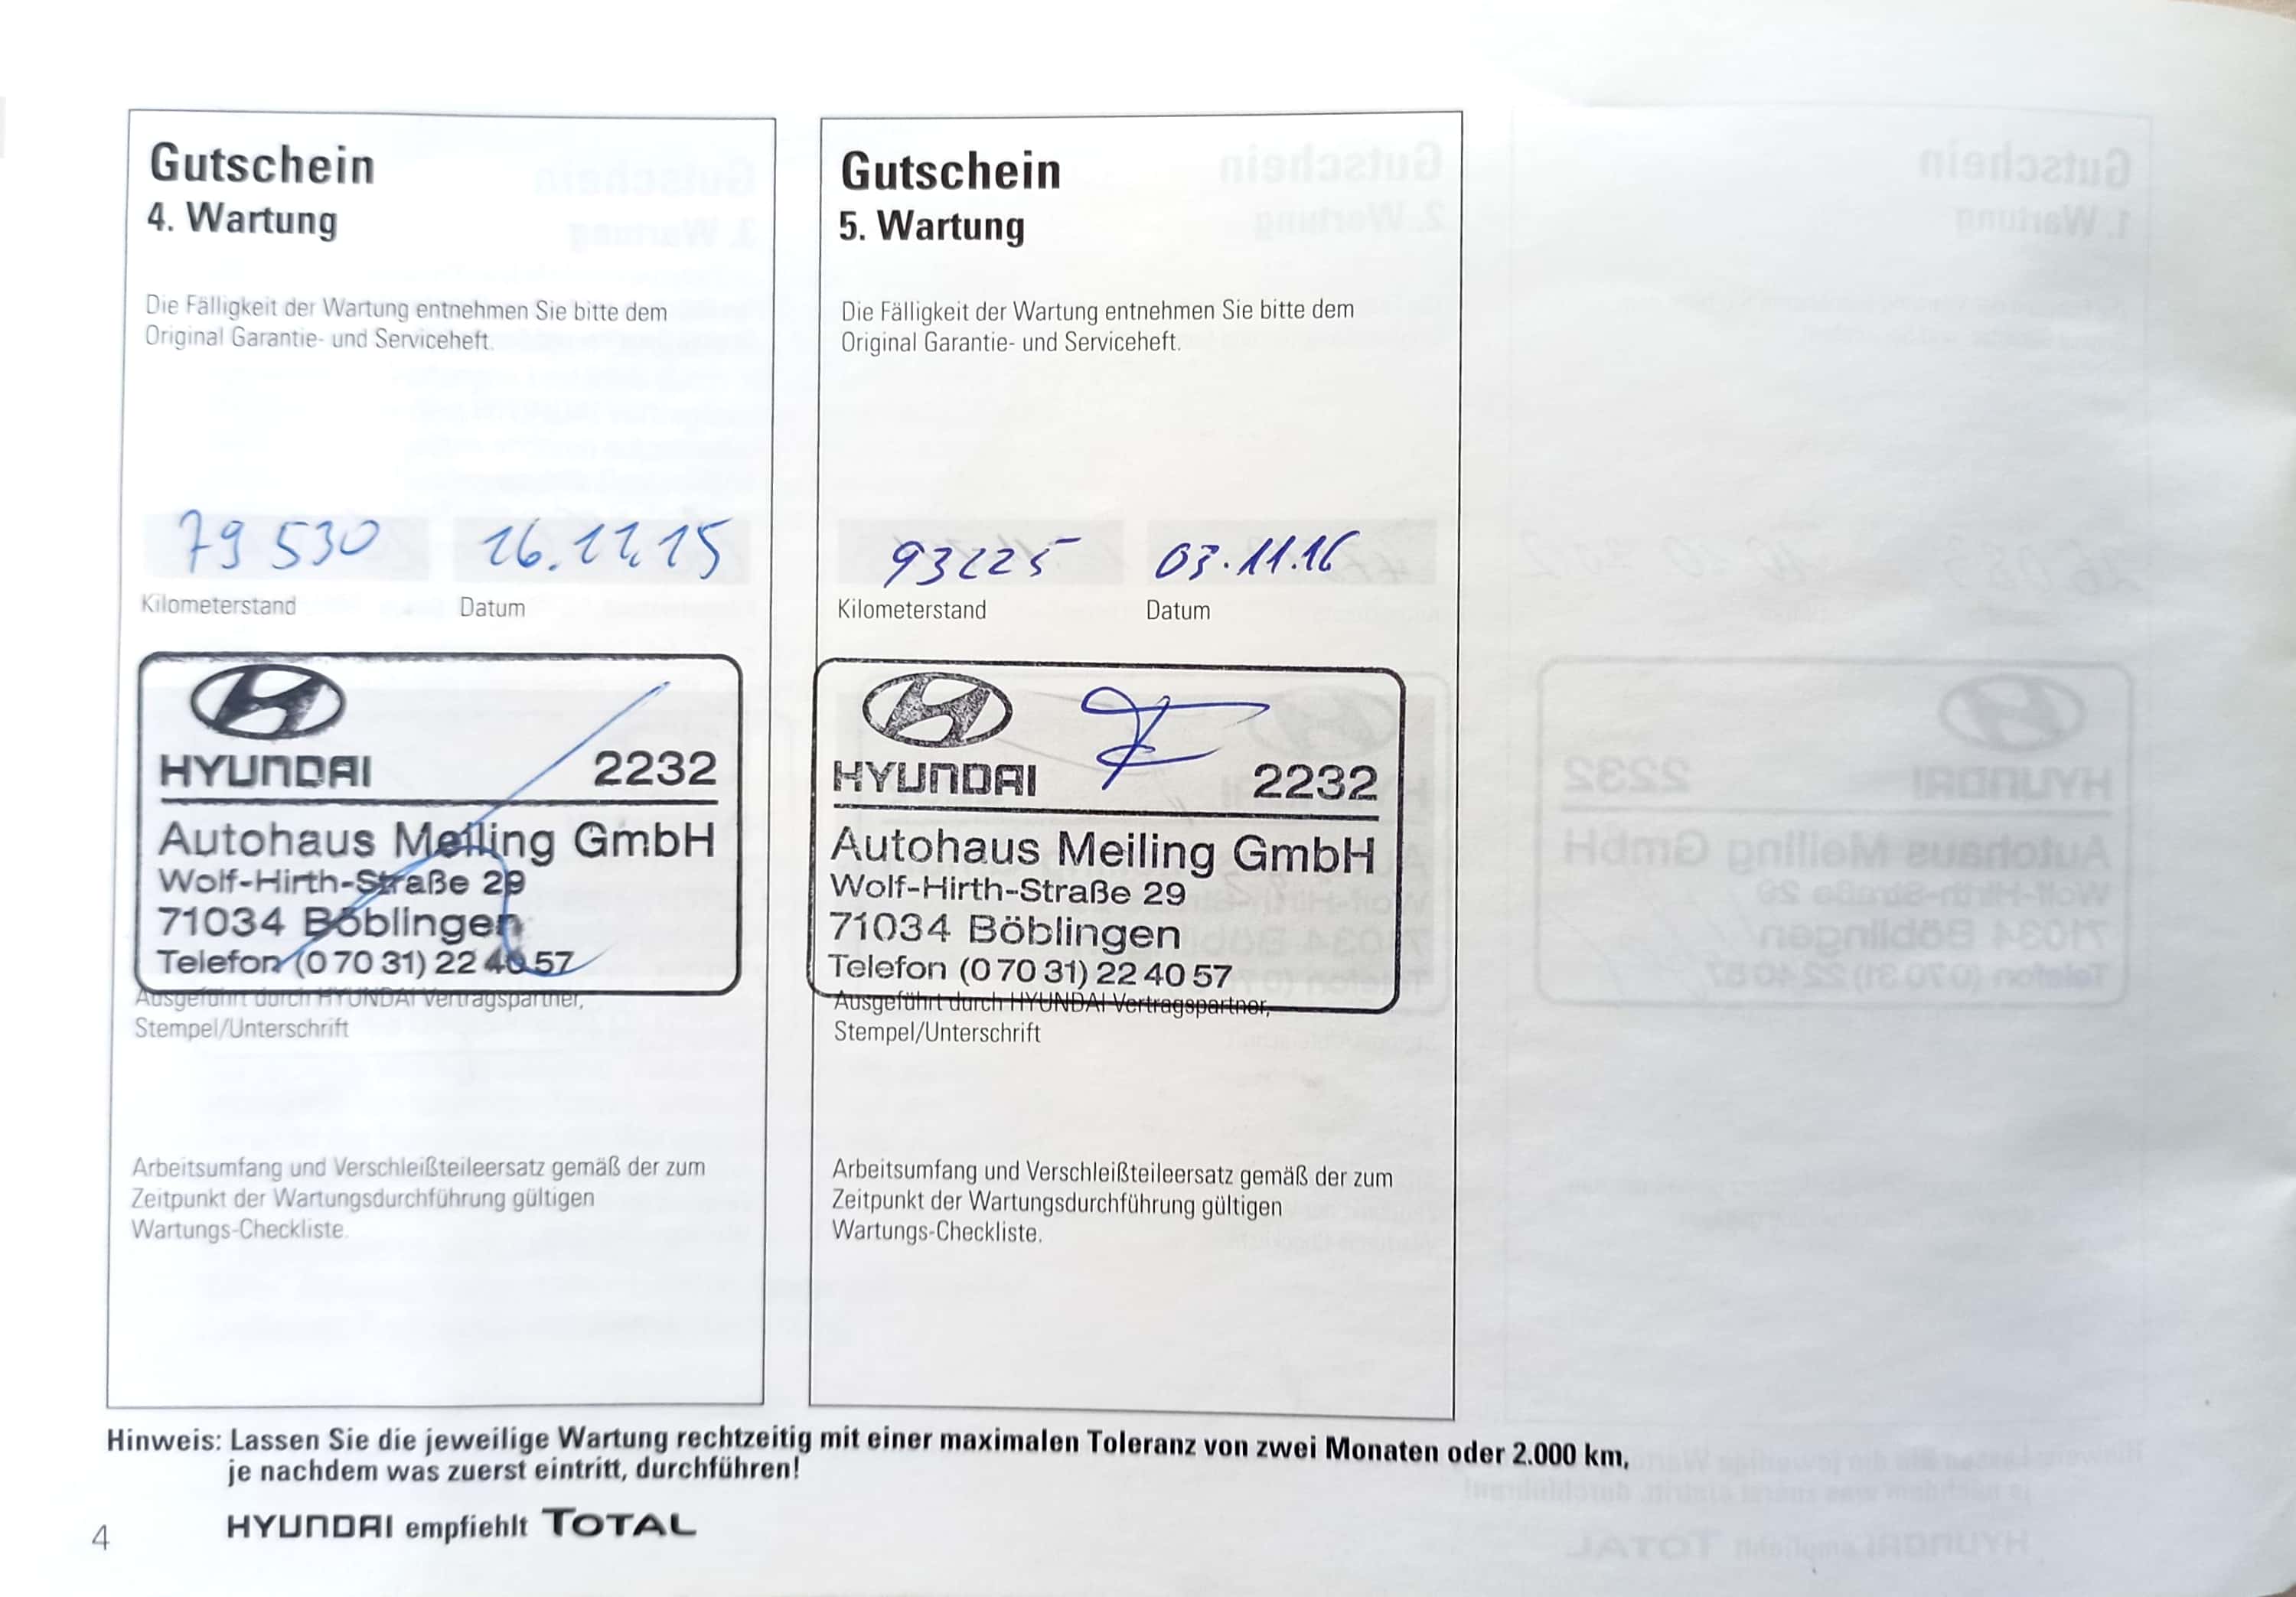 Gutschein
4. Wartung
Die Fälligkeit der Wartung entnehmen Sie bitte dem
Original Garantie- und Serviceheft.
79 530
16.11.15
Kilometerstand
Datum
HYUNDAI
2232
Autohaus Meiling GmbH
Wolf-Hirth-Straße 29
71034 Böblingen
Telefon (0 70 31) 22 40 57
Ausgeführt durch HYUNDAI Vertragspartner,
Stempel/Unterschrift
Arbeitsumfang und Verschleißteileersatz gemäß der zum
Zeitpunkt der Wartungsdurchführung gültigen
Wartungs-Checkliste.
Gutschein
5. Wartung
Die Fälligkeit der Wartung entnehmen Sie bitte dem
Original Garantie- und Serviceheft.
93225
03.11.16
Kilometerstand
Datum
HYUNDAI
2232
Autohaus Meiling GmbH
Wolf-Hirth-Straße 29
71034 Böblingen
Telefon (0 70 31) 22 40 57
Ausgeführt durch HYUNDAI Vertragspartner,
Stempel/Unterschrift
Arbeitsumfang und Verschleißteileersatz gemäß der zum
Zeitpunkt der Wartungsdurchführung gültigen
Wartungs-Checkliste.
Hinweis: Lassen Sie die jeweilige Wartung rechtzeitig mit einer maximalen Toleranz von zwei Monaten oder 2.000 km,
je nachdem was zuerst eintritt, durchführen!
4
HYUNDAI empfiehlt TOTAL